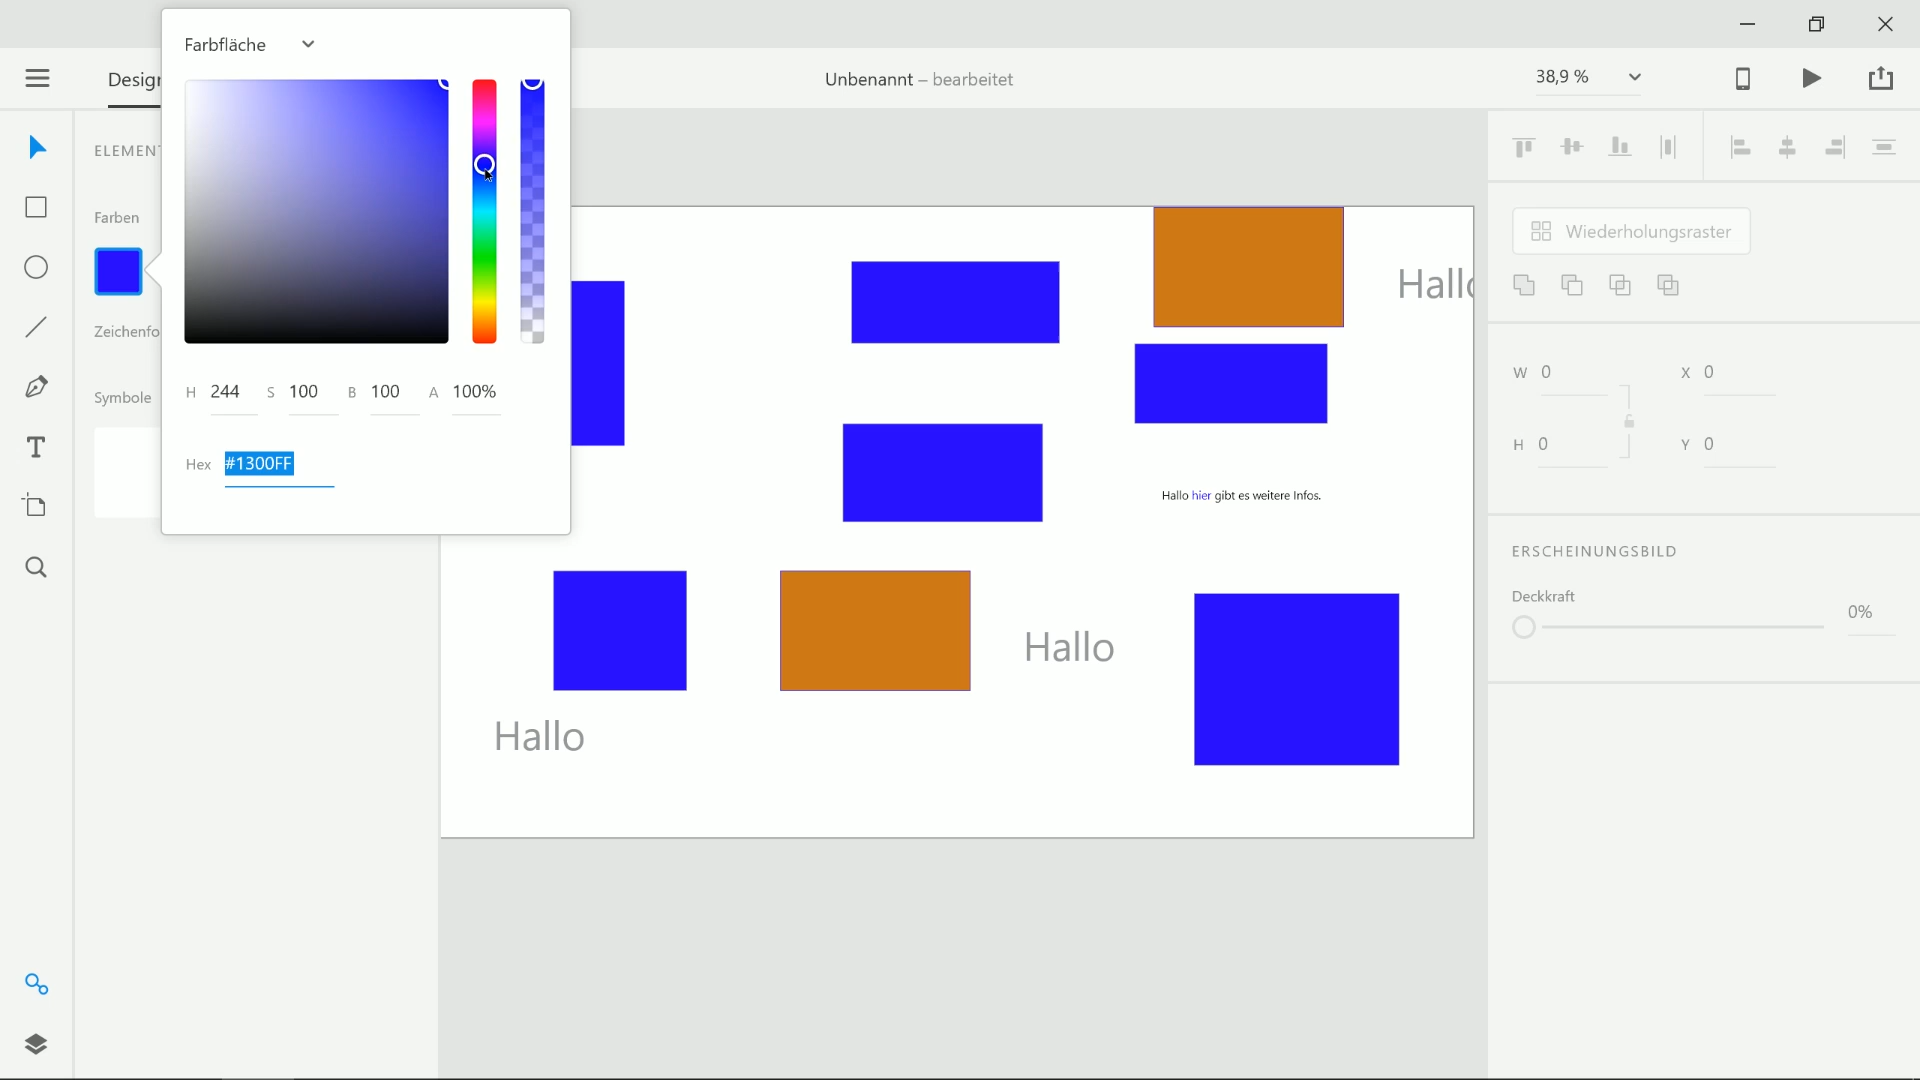 Farbfläche
Design
Unbenannt – bearbeitet
38,9 %
ELEMENT
Farben
Zeichenfo
Symbole
H 244 S 100 B 100 A 100%
Hex #1300FF
Hallo
Hallo hier gibt es weitere Infos.
Hallo
Hallo
Wiederholungsraster
W 0 X 0
H 0 Y 0
ERSCHEINUNGSBILD
Deckkraft
0%